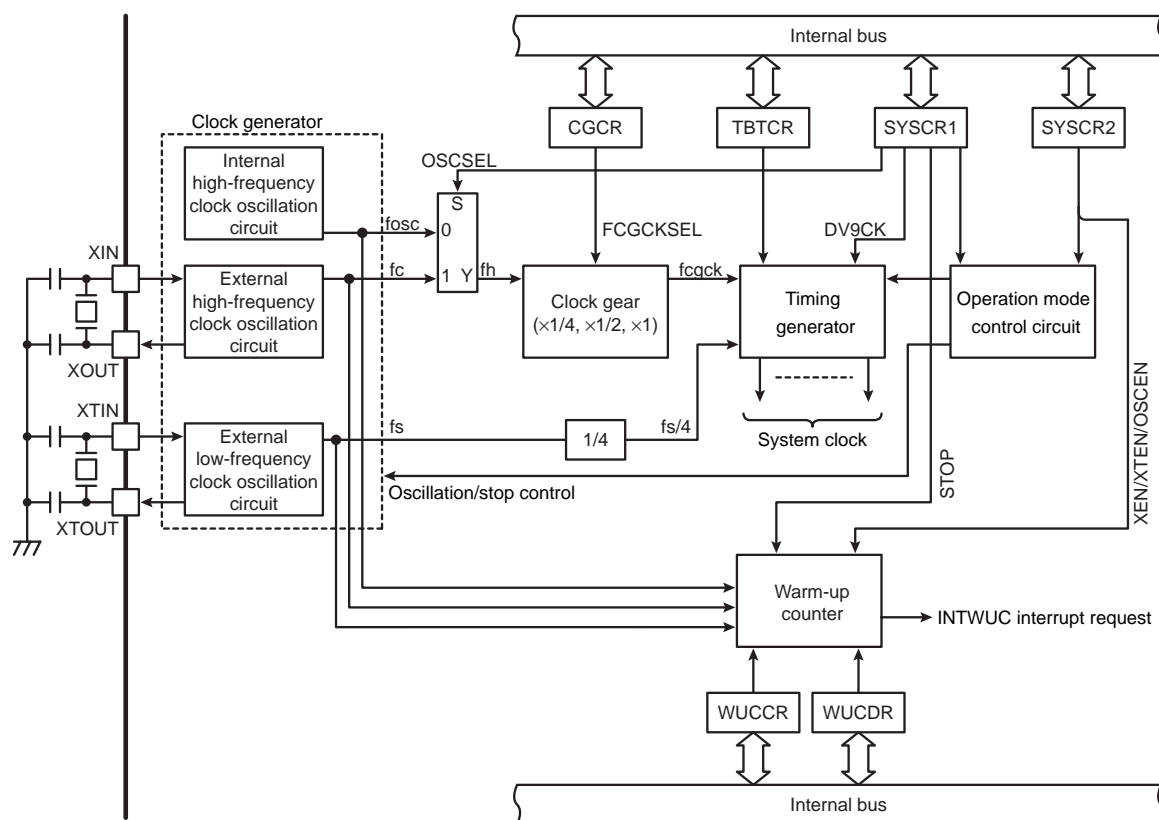 Internal bus
CGCR
TBTCR
SYSCR1
SYSCR2
Clock generator
Internal
high-frequency
clock oscillation
circuit
OSCSEL
S
0
1 Y
fosc
fc
fh
FCGCKSEL
DV9CK
fcgck
XIN
XOUT
External
high-frequency
clock oscillation
circuit
Clock gear
(×1/4, ×1/2, ×1)
Timing
generator
Operation mode
control circuit
XTIN
XTOUT
External
low-frequency
clock oscillation
circuit
fs
1/4
fs/4
System clock
Oscillation/stop control
STOP
XEN/XTEN/OSCEN
Warm-up
counter
INTWUC interrupt request
WUCCR
WUCDR
Internal bus